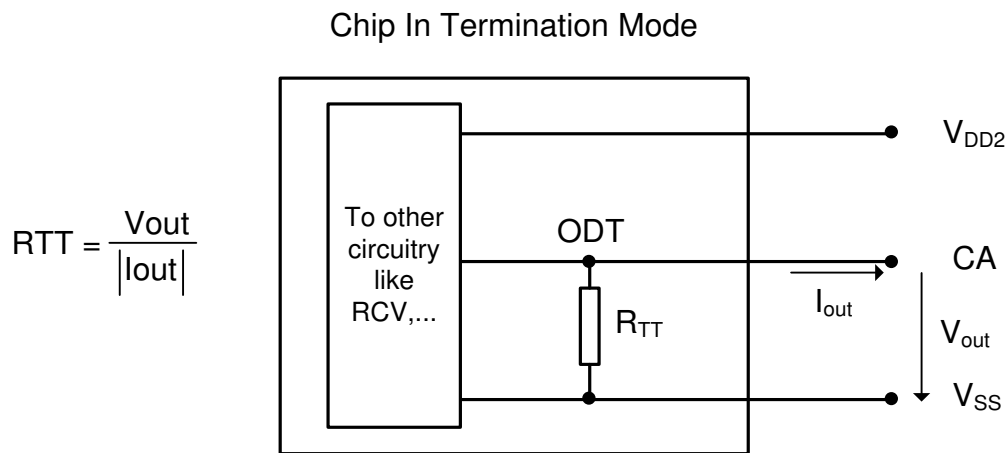 Chip In Termination Mode
V_DD2
RTT = Vout / |Iout|
To other
circuitry
like
RCV,...
ODT
CA
I_out
R_TT
V_out
V_SS